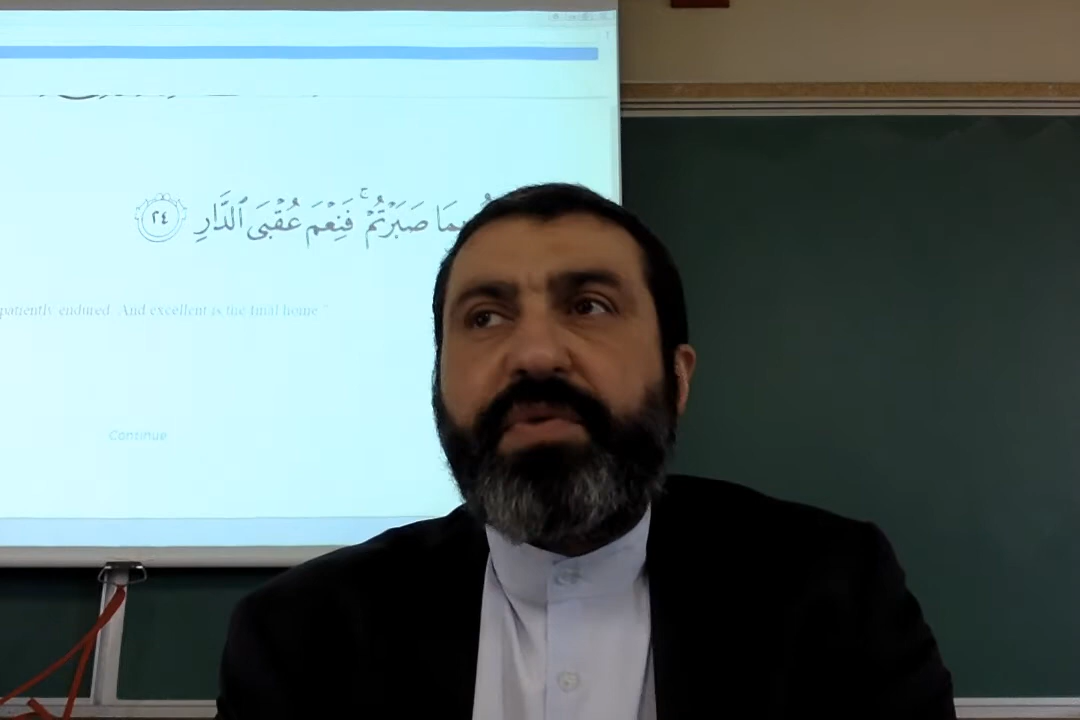 بِمَا صَبَرْتُمْ ۚ فَنِعْمَ عُقْبَى ٱلدَّارِ ٢٤
patiently endured. And excellent is the final home."
Continue